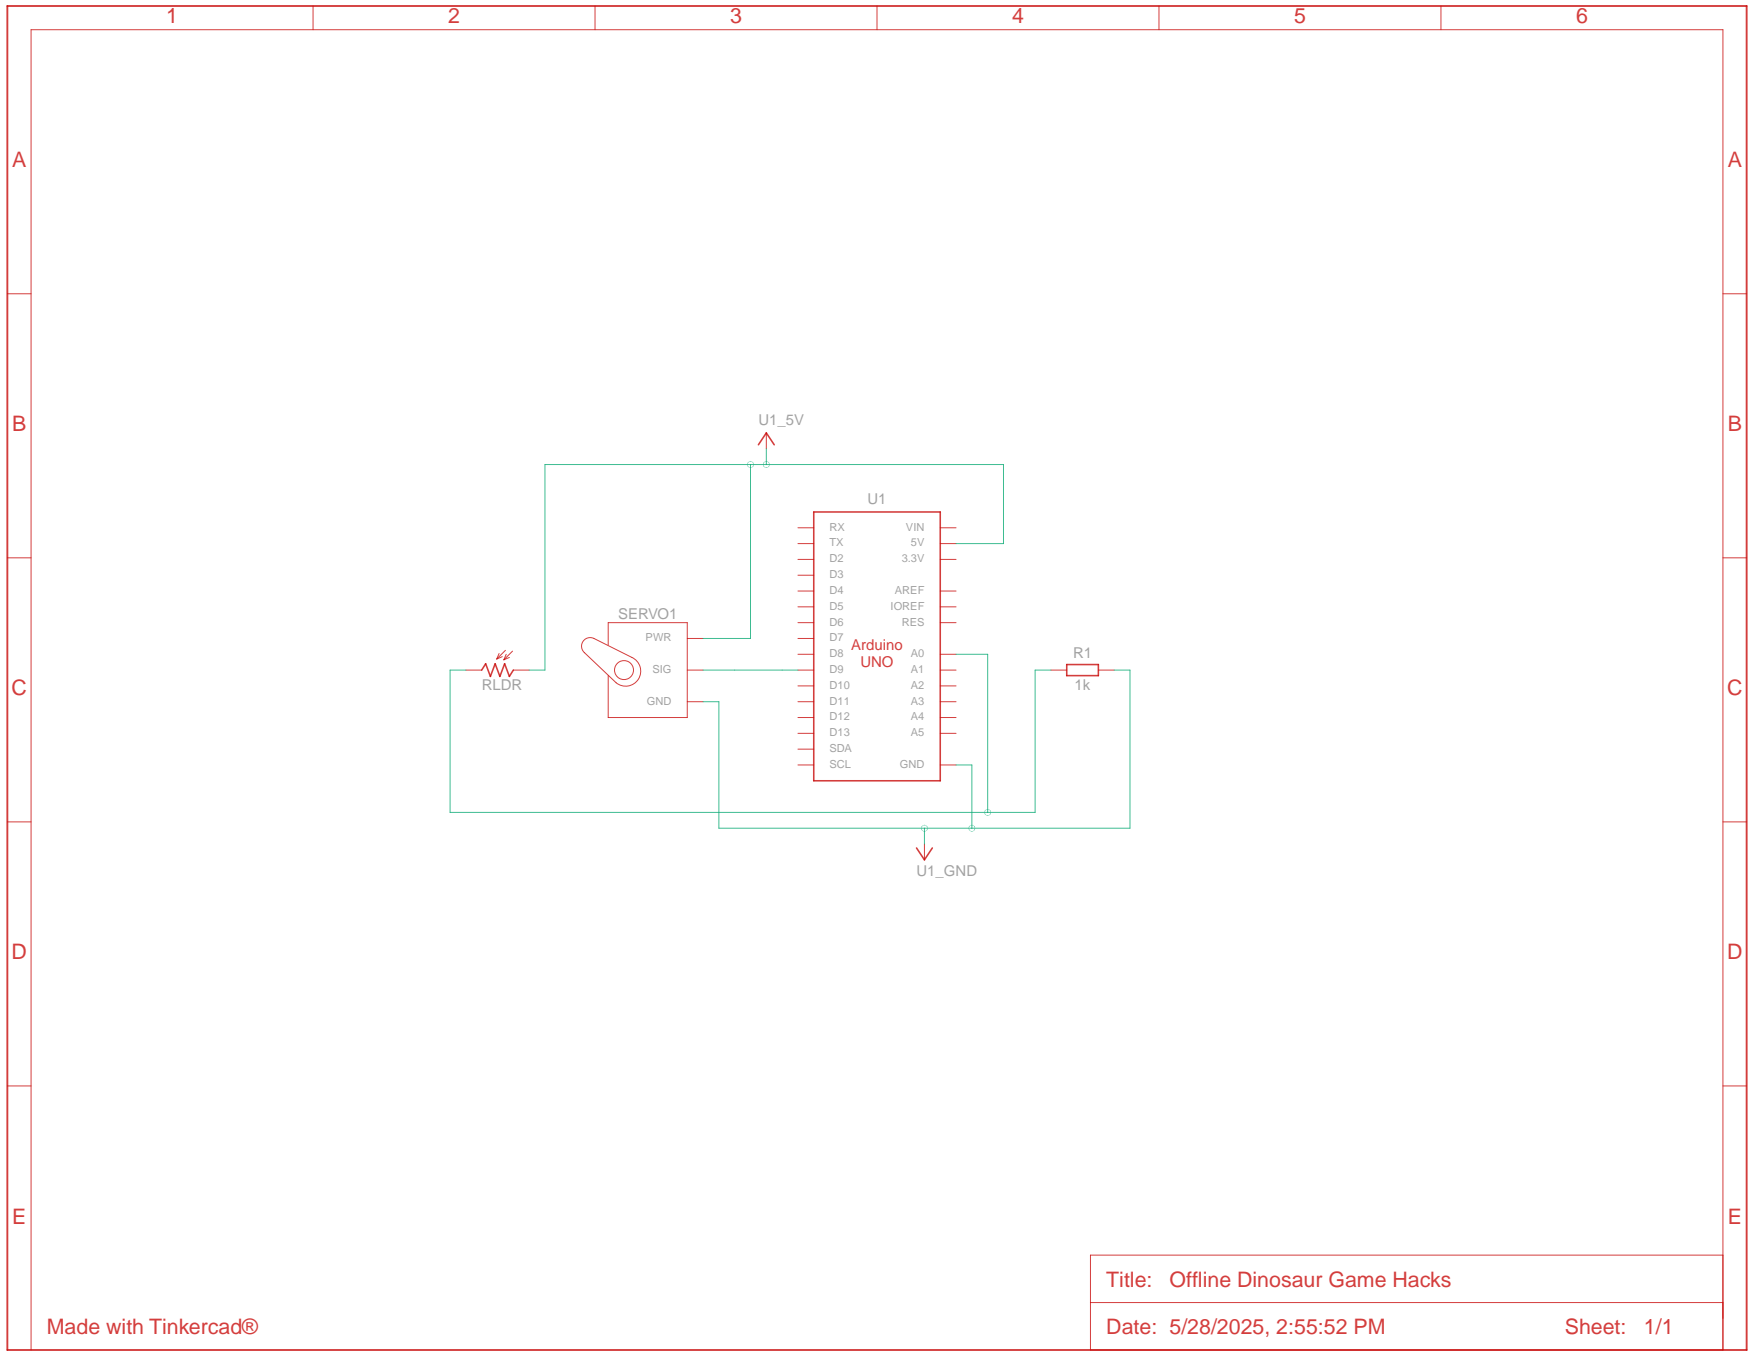 1 2 3 4 5 6
A A
B B
U1_5V
U1
RX VIN
TX 5V
D2 3.3V
D3
D4 AREF
D5 IOREF
D6 RES
D7
D8 A0
D9 A1
D10 A2
D11 A3
D12 A4
D13 A5
SDA
SCL GND
Arduino
UNO
SERVO1
PWR
SIG
GND
RLDR
R1
1k
C C
U1_GND
D D
E E
Title: Offline Dinosaur Game Hacks
Date: 5/28/2025, 2:55:52 PM Sheet: 1/1
Made with Tinkercad®